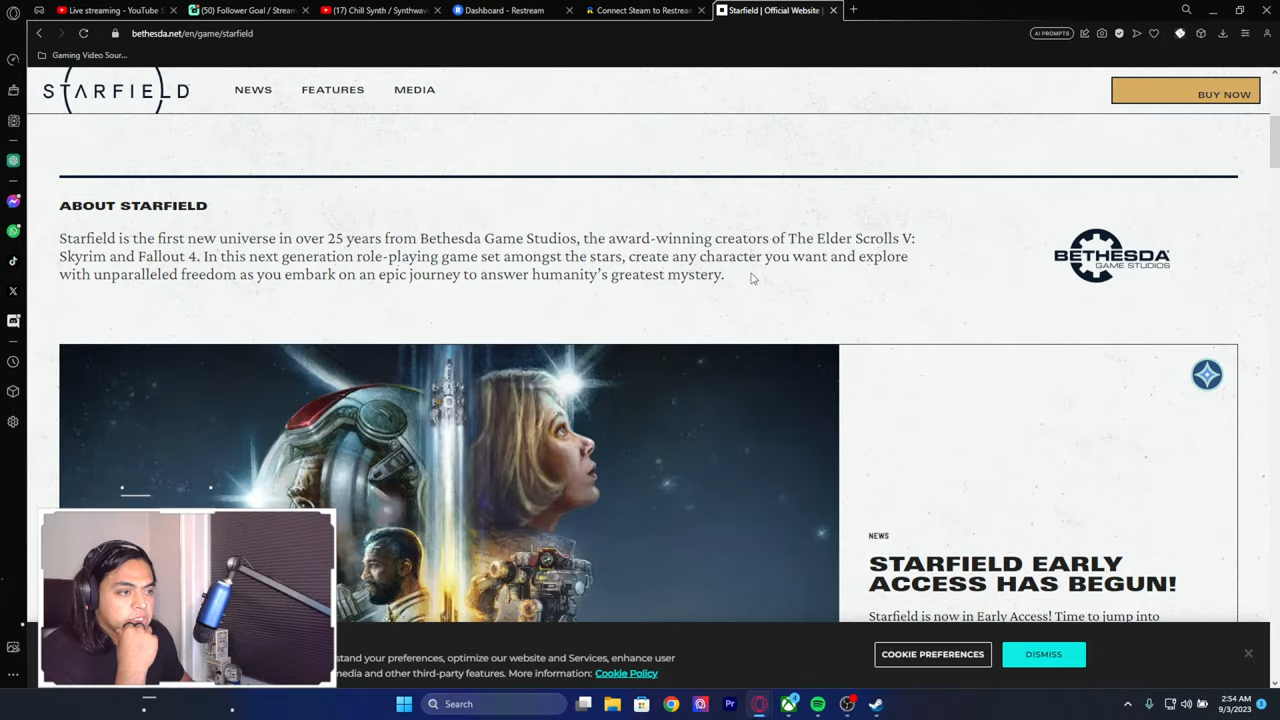 Live streaming - YouTube S
(50) Follower Goal / Stream
(17) Chill Synth / Synthwav
Dashboard - Restream
Connect Steam to Restream
Starfield | Official Website |
bethesda.net/en/game/starfield
AI PROMPTS
Gaming Video Sour...
STARFIELD
NEWS
FEATURES
MEDIA
BUY NOW
ABOUT STARFIELD
Starfield is the first new universe in over 25 years from Bethesda Game Studios, the award-winning creators of The Elder Scrolls V:
Skyrim and Fallout 4. In this next generation role-playing game set amongst the stars, create any character you want and explore
with unparalleled freedom as you embark on an epic journey to answer humanity's greatest mystery.
BETHESDA
GAME STUDIOS
NEWS
STARFIELD EARLY
ACCESS HAS BEGUN!
Starfield is now in Early Access! Time to jump into
stand your preferences, optimize our website and Services, enhance user
media and other third-party features. More information: Cookie Policy
COOKIE PREFERENCES
DISMISS
Search
Pr
4
2:54 AM
9/3/2023
3